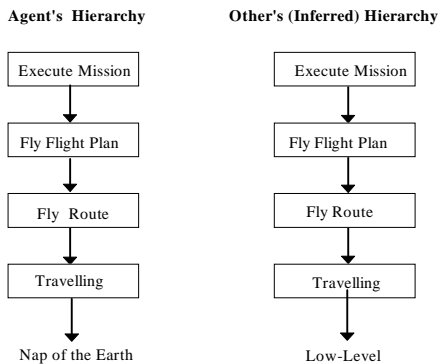 Agent's Hierarchy
Execute Mission
Fly Flight Plan
Fly Route
Travelling
Nap of the Earth
Other's (Inferred) Hierarchy
Execute Mission
Fly Flight Plan
Fly Route
Travelling
Low-Level